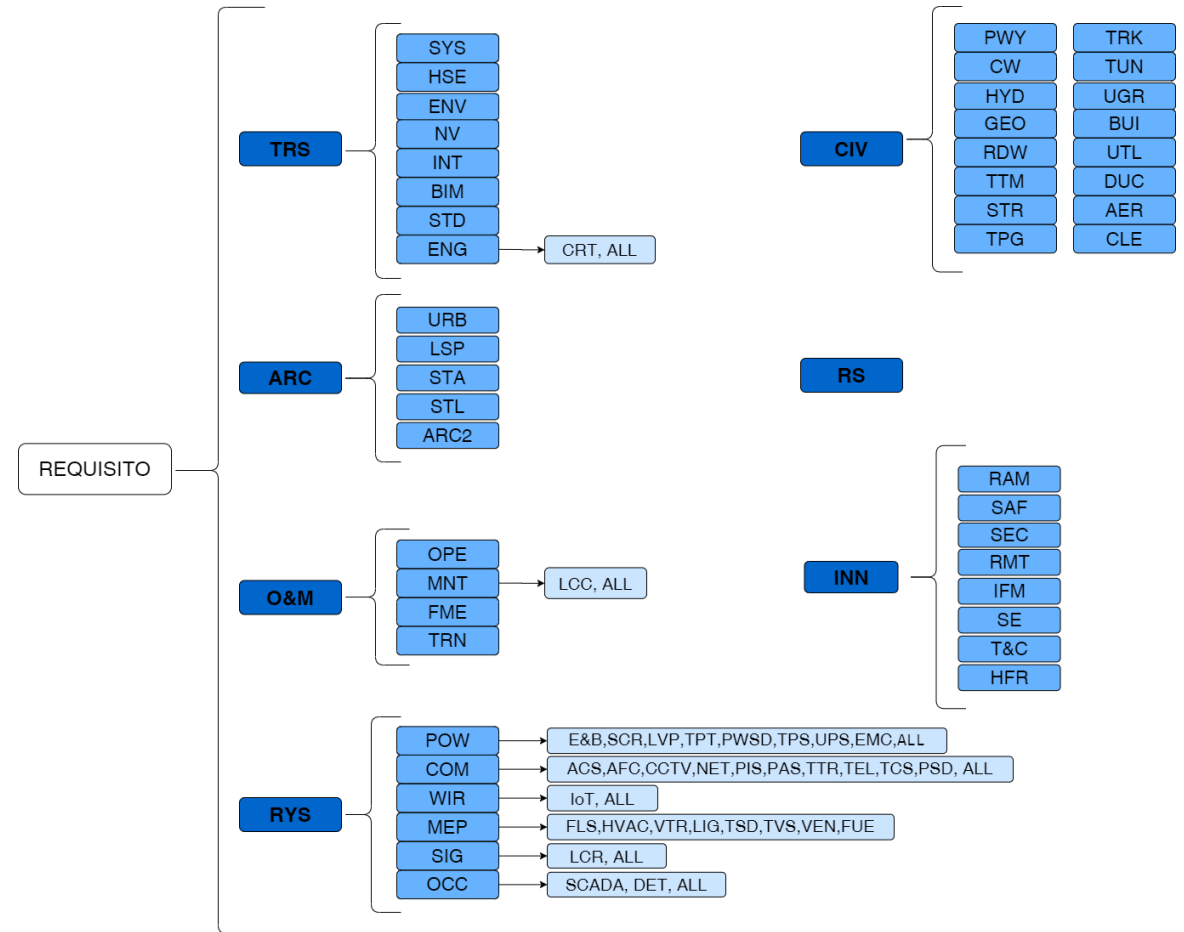 REQUISITO
TRS
SYS
HSE
ENV
NV
INT
BIM
STD
ENG
CRT, ALL
ARC
URB
LSP
STA
STL
ARC2
O&M
OPE
MNT
LCC, ALL
FME
TRN
RYS
POW
E&B,SCR,LVP,TPT,PWSD,TPS,UPS,EMC,ALL
COM
ACS,AFC,CCTV,NET,PIS,PAS,TTR,TEL,TCS,PSD, ALL
WIR
IoT, ALL
MEP
FLS,HVAC,VTR,LIG,TSD,TVS,VEN,FUE
SIG
LCR, ALL
OCC
SCADA, DET, ALL
CIV
PWY
CW
HYD
GEO
RDW
TTM
STR
TPG
TRK
TUN
UGR
BUI
UTL
DUC
AER
CLE
RS
INN
RAM
SAF
SEC
RMT
IFM
SE
T&C
HFR